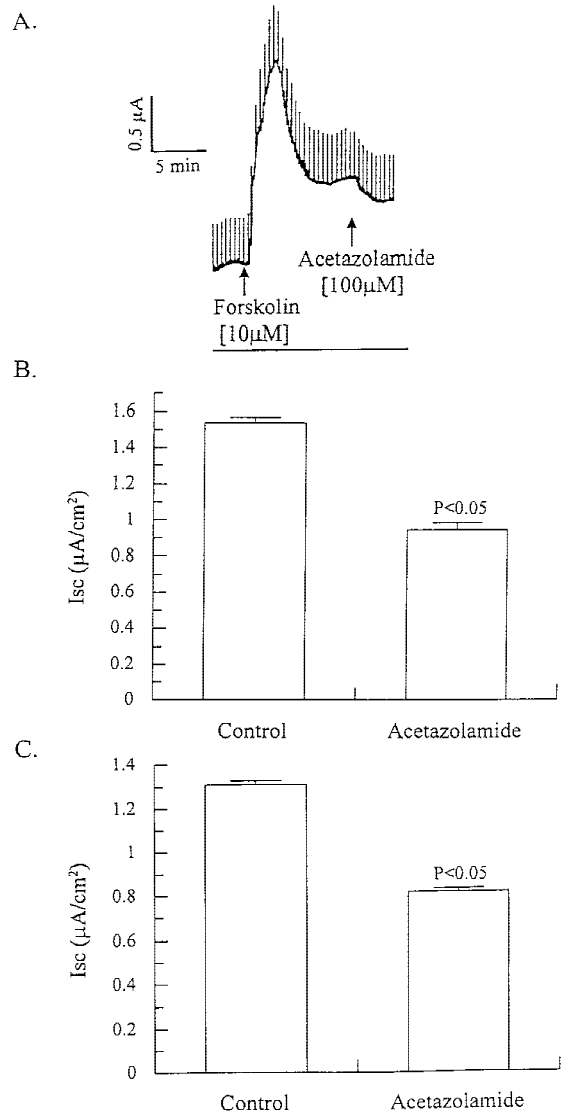 A.
0.5 µA
5 min
Acetazolamide
[100µM]
Forskolin
[10µM]
B.
Isc (µA/cm²)
1.6
1.4
1.2
1
0.8
0.6
0.4
0.2
0
P<0.05
Control Acetazolamide
C.
Isc (µA/cm²)
1.4
1.2
1
0.8
0.6
0.4
0.2
0
P<0.05
Control Acetazolamide